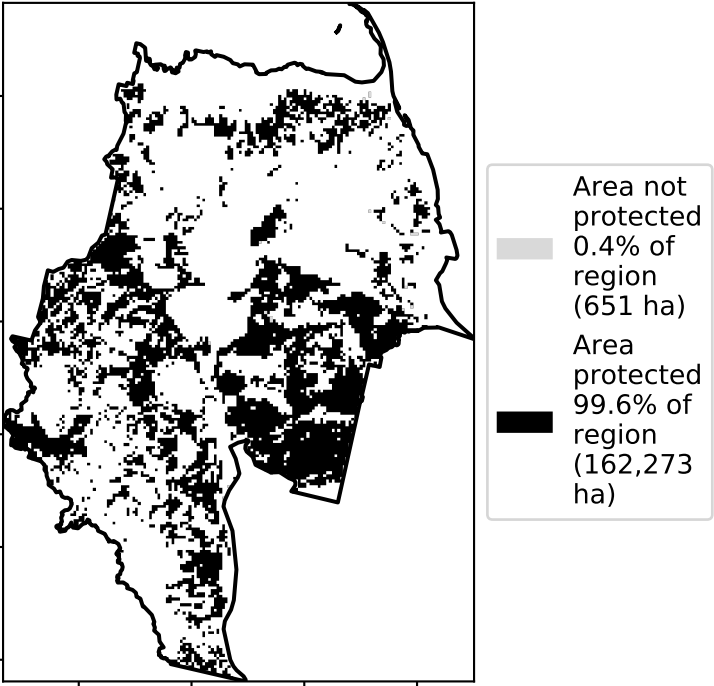 Area not
protected
0.4% of
region
(651 ha)
Area
protected
99.6% of
region
(162,273
ha)